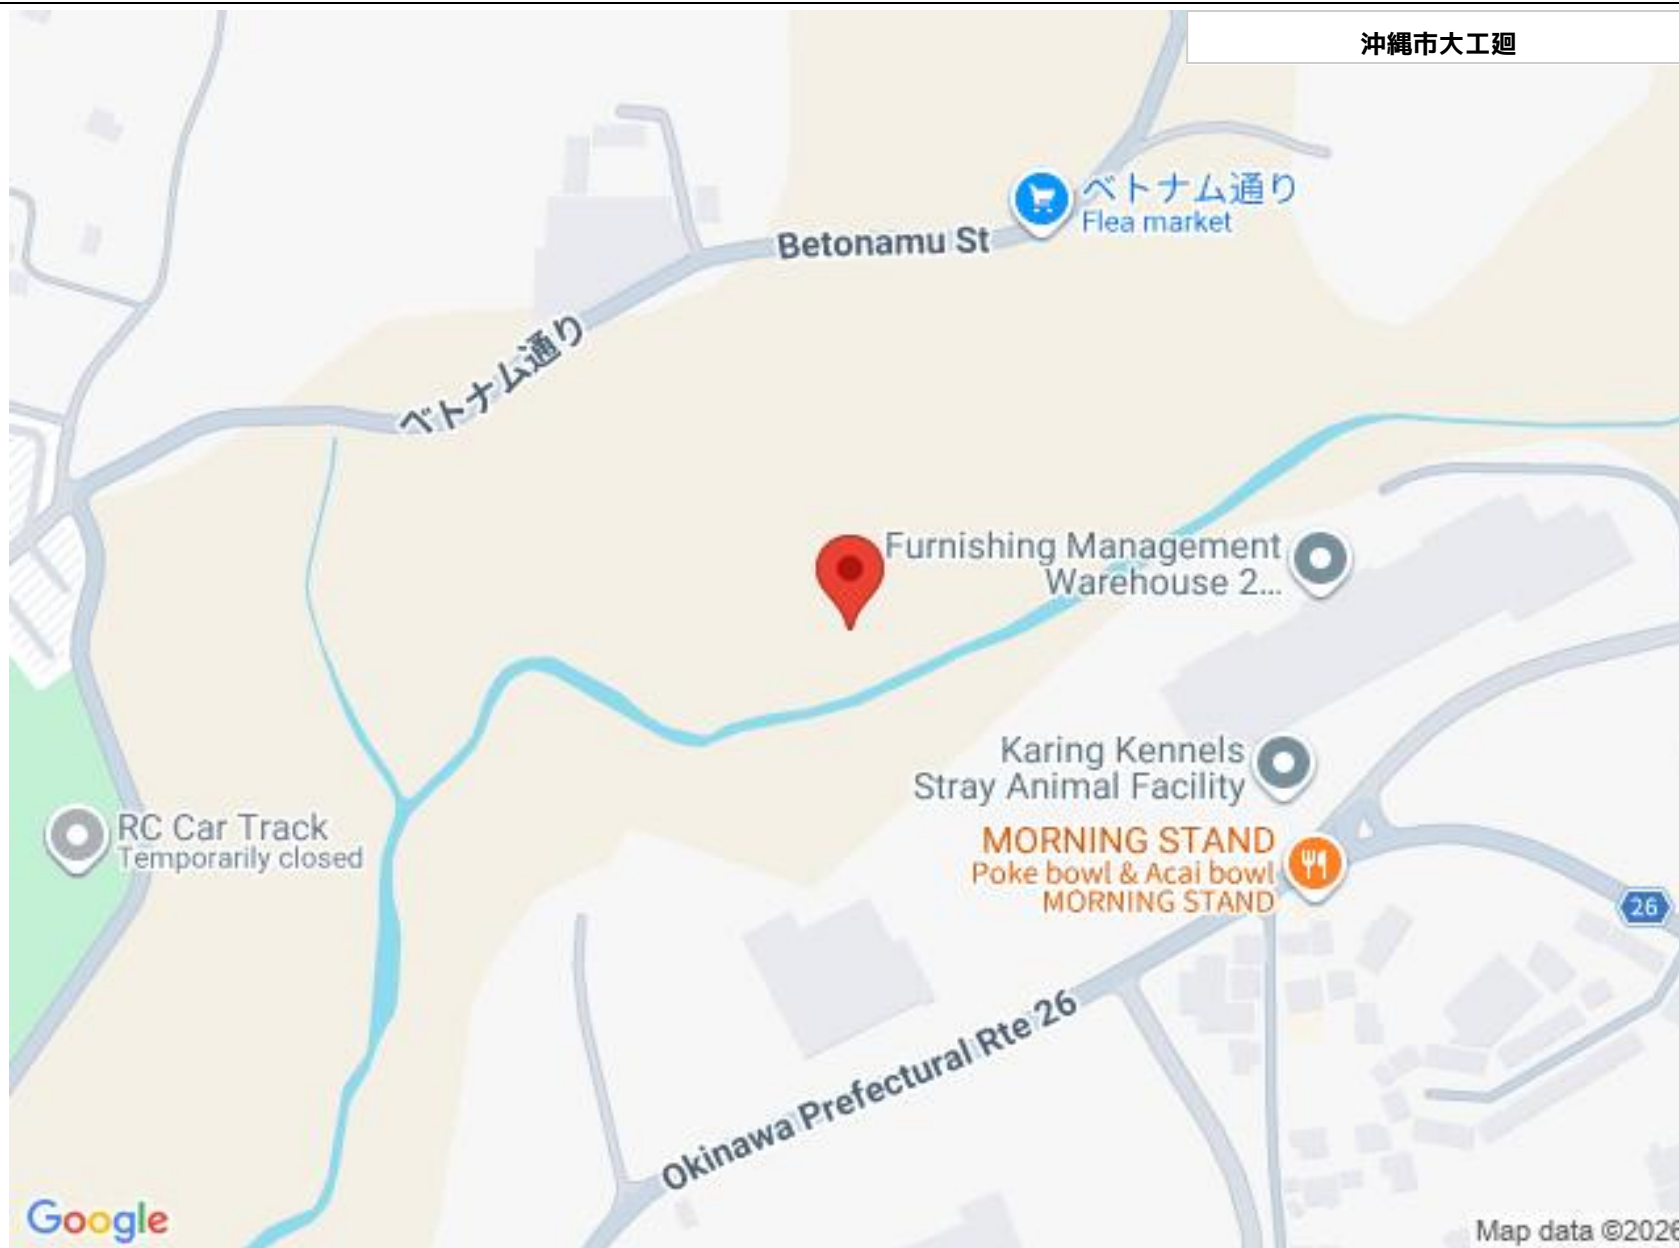 沖縄市大工廻
ベトナム通り
Flea market
Betonamu St
ベトナム通り
Furnishing Management
Warehouse 2...
Karing Kennels
Stray Animal Facility
RC Car Track
Temporarily closed
MORNING STAND
Poke bowl & Acai bowl
MORNING STAND
26
Okinawa Prefectural Rte 26
Google
Map data ©2026